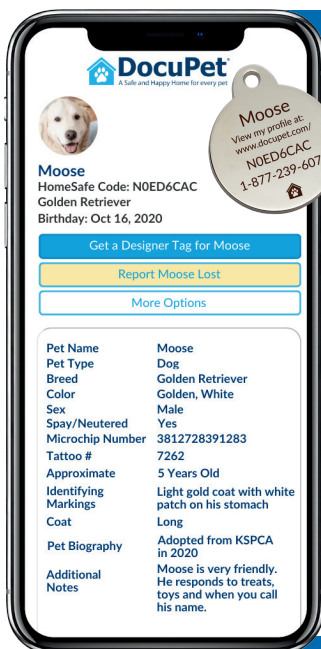 DocuPet
A Safe and Happy Home for every pet
Moose
View my profile at:
www.docupet.com/
N0ED6CAC
1-877-239-607
Moose
HomeSafe Code: N0ED6CAC
Golden Retriever
Birthday: Oct 16, 2020
Get a Designer Tag for Moose
Report Moose Lost
More Options
Pet Name Moose
Pet Type Dog
Breed Golden Retriever
Color Golden, White
Sex Male
Spay/Neutered Yes
Microchip Number 3812728391283
Tattoo # 7262
Approximate 5 Years Old
Identifying Markings Light gold coat with white
patch on his stomach
Coat Long
Pet Biography Adopted from KSPCA
in 2020
Additional Notes Moose is very friendly.
He responds to treats,
toys and when you call
his name.